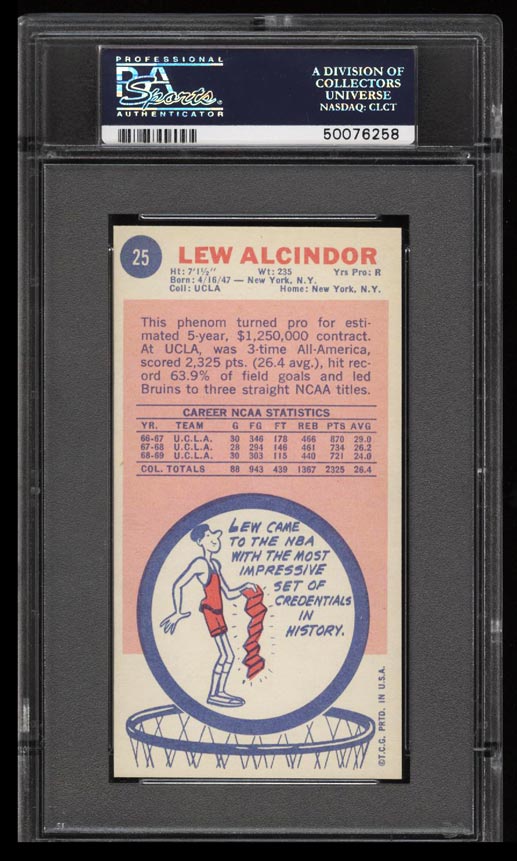 PROFESSIONAL
PSA
Sports
AUTHENTICATOR
A DIVISION OF
COLLECTORS
UNIVERSE
NASDAQ: CLCT
50076258
25
LEW ALCINDOR
Ht: 7'1½" Wt: 235 Yrs Pro: R
Born: 4/16/47 — New York, N.Y.
Coll: UCLA Home: New York, N.Y.
This phenom turned pro for esti-
mated 5-year, $1,250,000 contract.
At UCLA, was 3-time All-America,
scored 2,325 pts. (26.4 avg.), hit rec-
ord 63.9% of field goals and led
Bruins to three straight NCAA titles.
CAREER NCAA STATISTICS
YR. TEAM G FG FT REB PTS AVG
66-67 U.C.L.A. 30 346 178 466 870 29.0
67-68 U.C.L.A. 28 294 146 461 734 26.2
68-69 U.C.L.A. 30 303 115 440 721 24.0
COL. TOTALS 88 943 439 1367 2325 26.4
LEW CAME
TO THE NBA
WITH THE MOST
IMPRESSIVE
SET OF
CREDENTIALS
IN
HISTORY.
©T.C.G. PRTD. IN U.S.A.